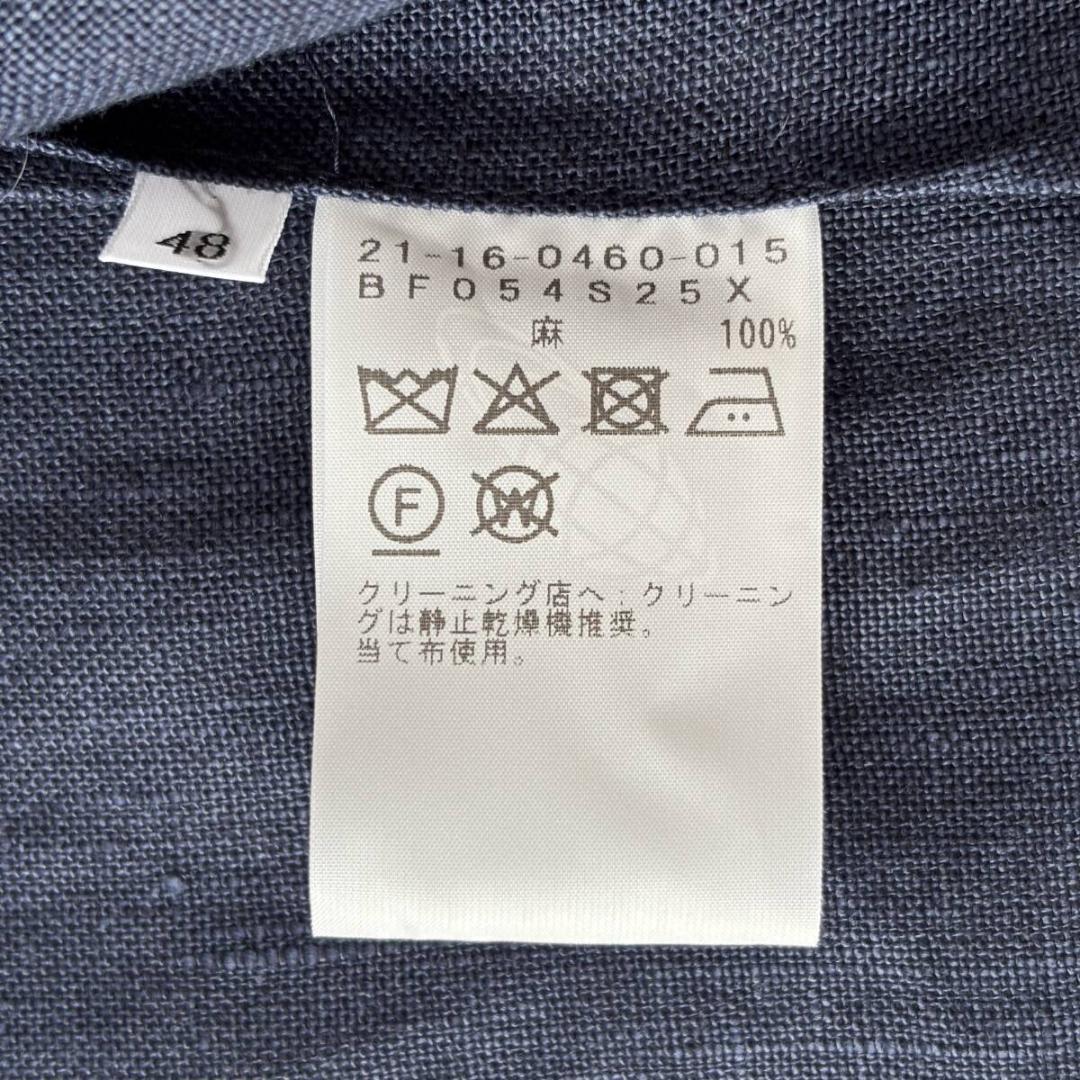 48
21-16-0460-015
BF054S25X
麻 100%
F
W
クリーニング店へ:クリーニン
グは静止乾燥機推奨。
当て布使用。